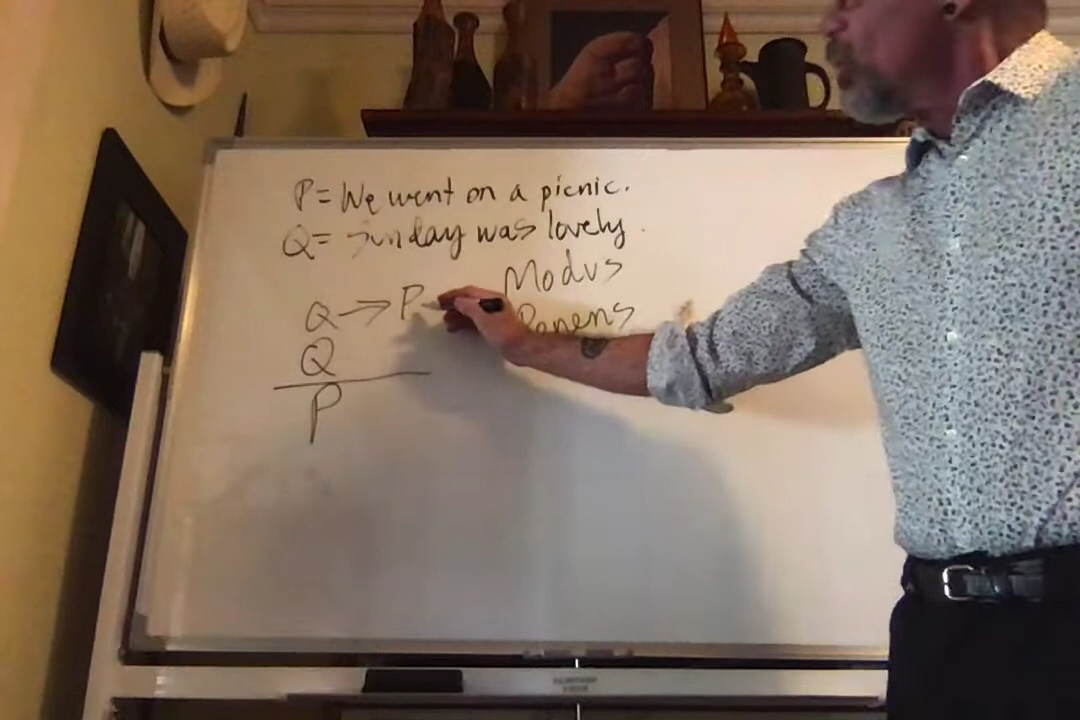 P = We went on a picnic.
Q = Sunday was lovely.
Modus
Ponens
Q → P
Q
P